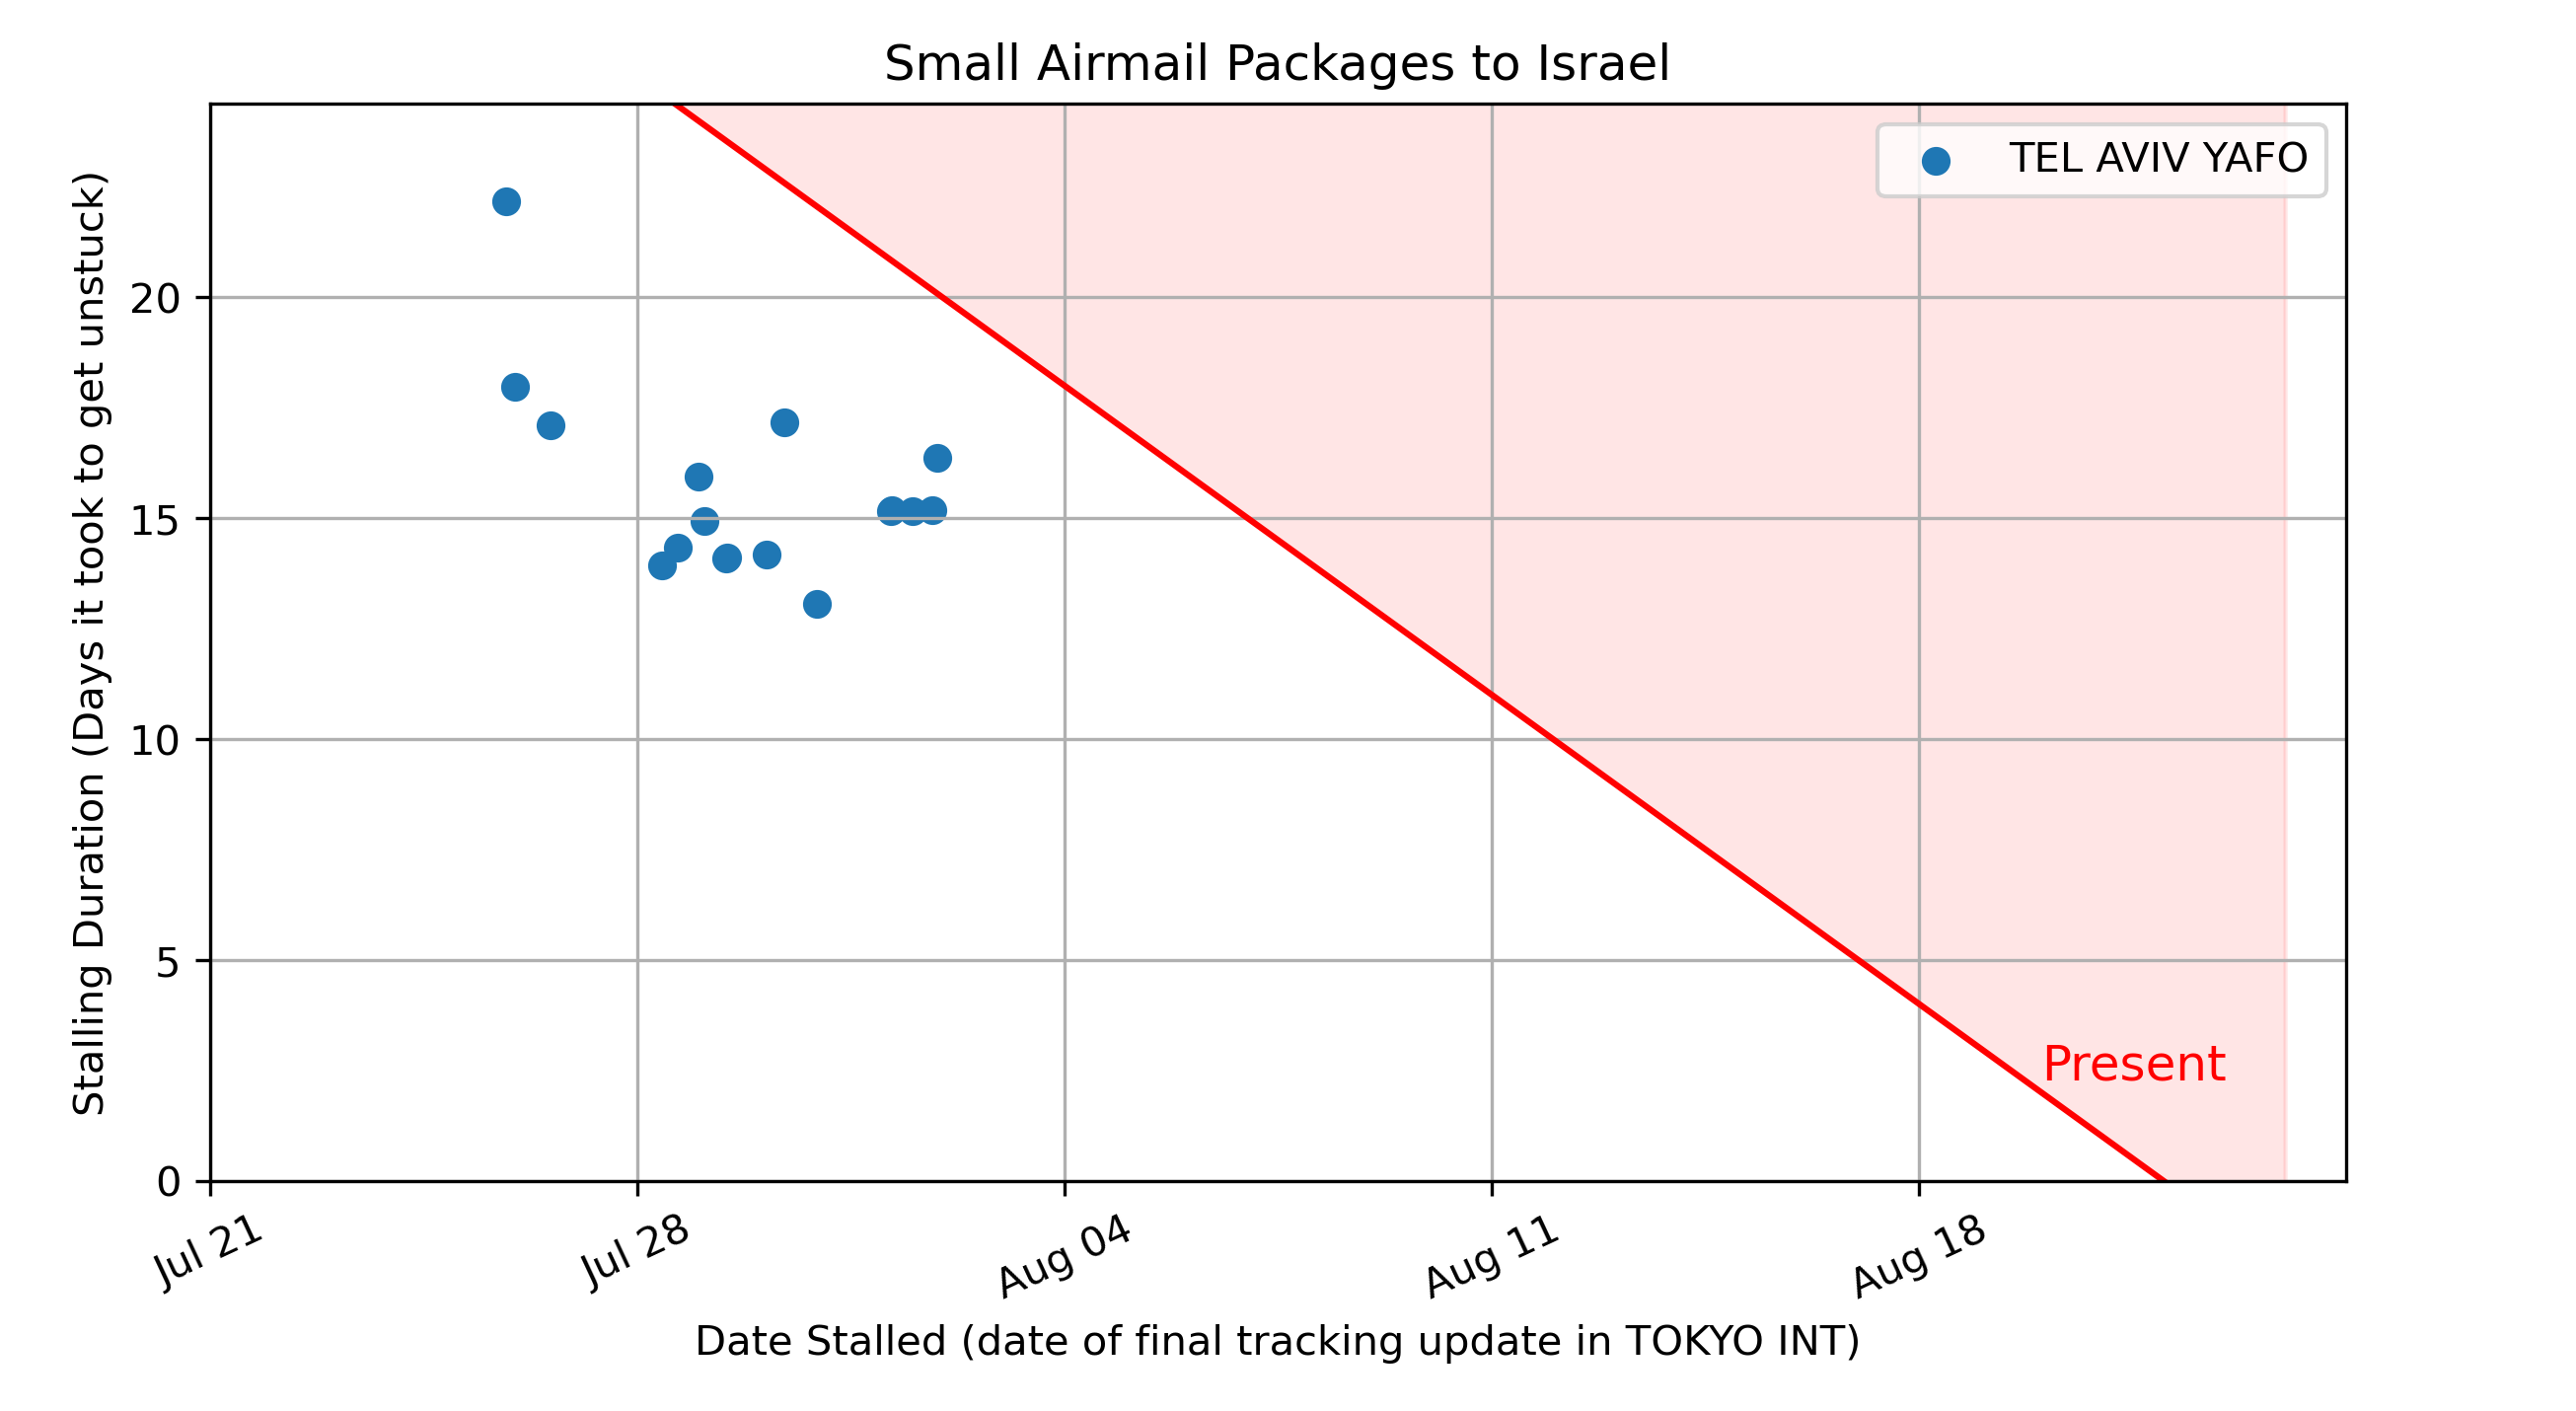 Small Airmail Packages to Israel
TEL AVIV YAFO
Stalling Duration (Days it took to get unstuck)
20
15
10
5
0
Present
Jul 21
Jul 28
Aug 04
Aug 11
Aug 18
Date Stalled (date of final tracking update in TOKYO INT)